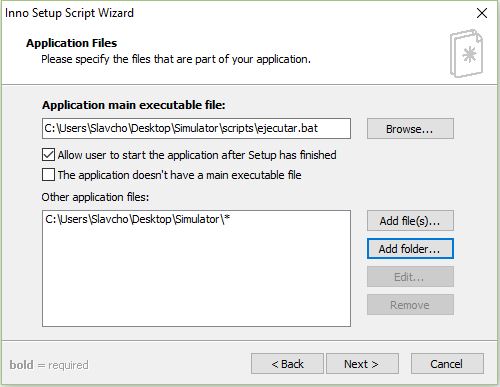 Inno Setup Script Wizard
Application Files
Please specify the files that are part of your application.
Application main executable file:
C:\Users\Slavcho\Desktop\Simulator\scripts\ejecutar.bat
Browse...
Allow user to start the application after Setup has finished
The application doesn't have a main executable file
Other application files:
C:\Users\Slavcho\Desktop\Simulator\*
Add file(s)...
Add folder...
Edit...
Remove
bold = required
< Back
Next >
Cancel